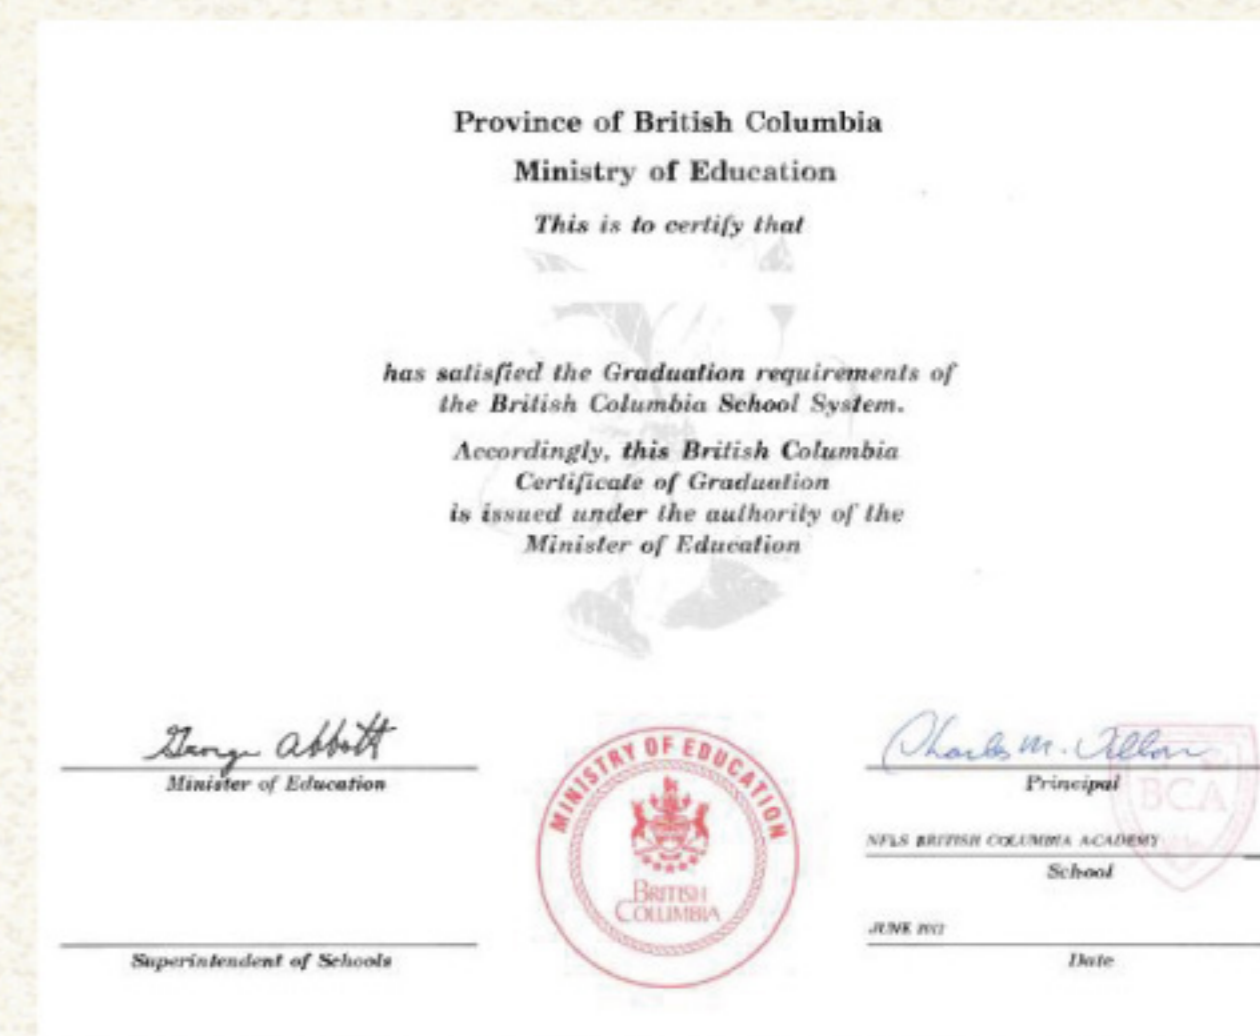 Province of British Columbia
Ministry of Education
This is to certify that
has satisfied the Graduation requirements of
the British Columbia School System.
Accordingly, this British Columbia
Certificate of Graduation
is issued under the authority of the
Minister of Education
George Abbott
Minister of Education
Superintendent of Schools
MINISTRY OF EDUCATION
BRITISH
COLUMBIA
Charles M.
Principal
BCA
NFLS BRITISH COLUMBIA ACADEMY
School
JUNE
Date